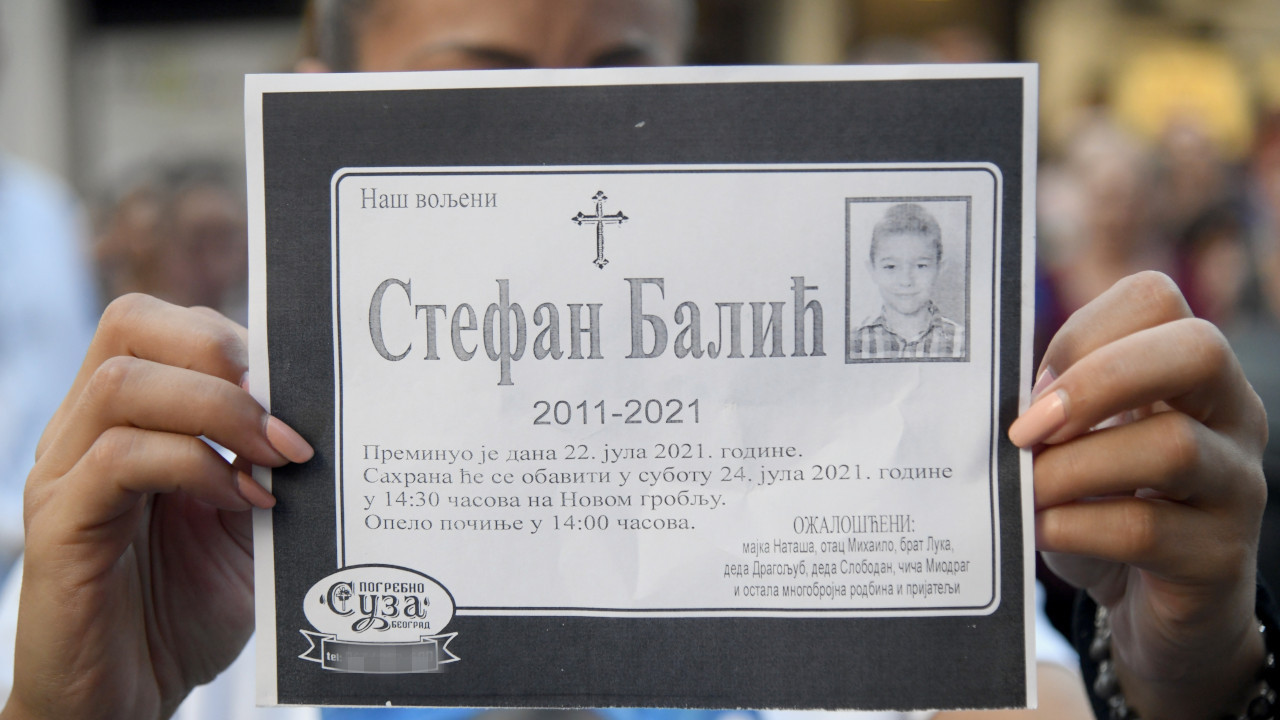 Наш вољени
Стефан Балић
2011-2021
Преминуо је дана 22. јула 2021. године.
Сахрана ће се обавити у суботу 24. јула 2021. године
у 14:30 часова на Новом гробљу.
Опело почиње у 14:00 часова.
ОЖАЛОШЋЕНИ:
мајка Наташа, отац Михаило, брат Лука,
деда Драгољуб, деда Слободан, чича Миодраг
и остала многобројна родбина и пријатељи
ПОГРЕБНО
Суза
БЕОГРАД
tel: